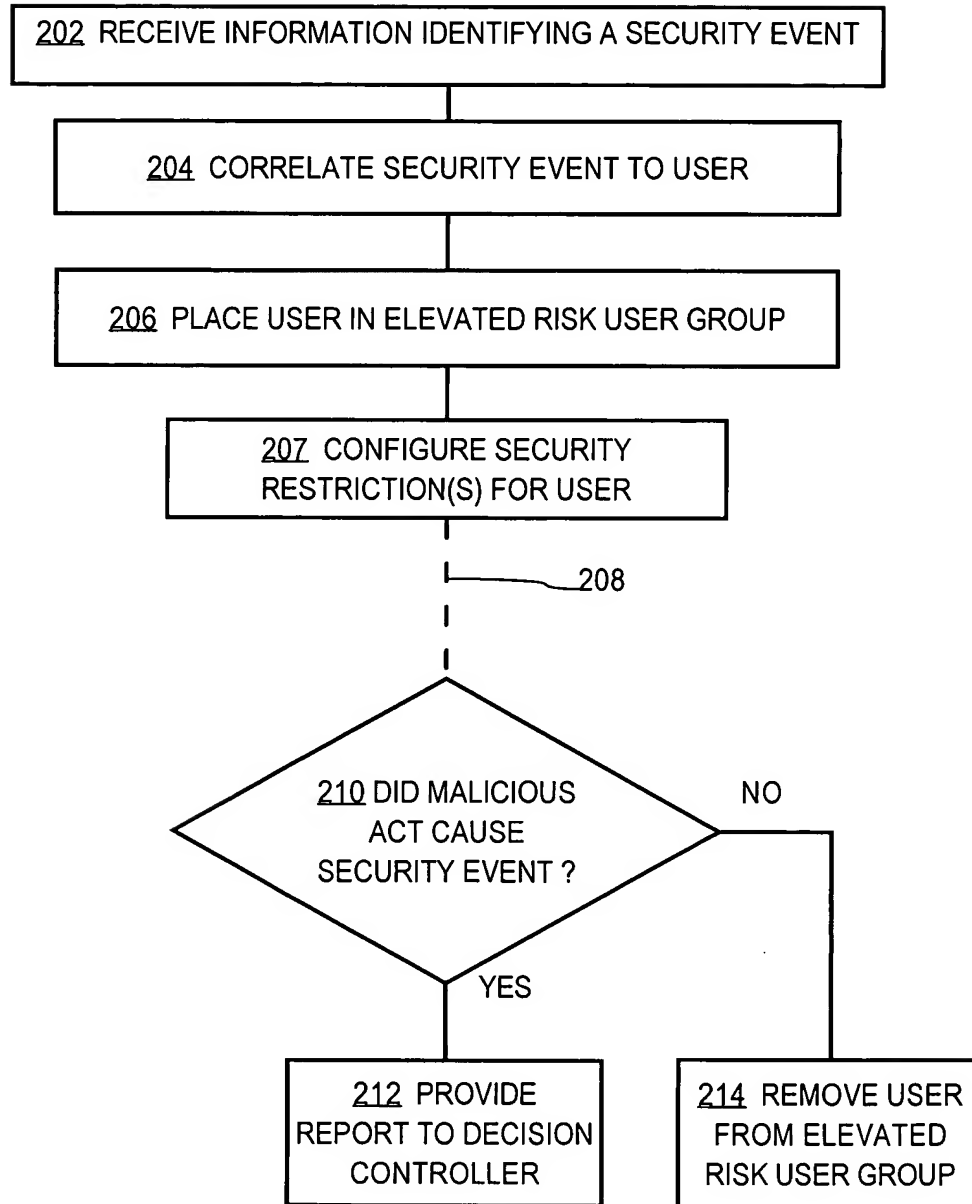 202 RECEIVE INFORMATION IDENTIFYING A SECURITY EVENT
204 CORRELATE SECURITY EVENT TO USER
206 PLACE USER IN ELEVATED RISK USER GROUP
207 CONFIGURE SECURITY
RESTRICTION(S) FOR USER
208
210 DID MALICIOUS
ACT CAUSE
SECURITY EVENT ?
NO
YES
212 PROVIDE
REPORT TO DECISION
CONTROLLER
214 REMOVE USER
FROM ELEVATED
RISK USER GROUP